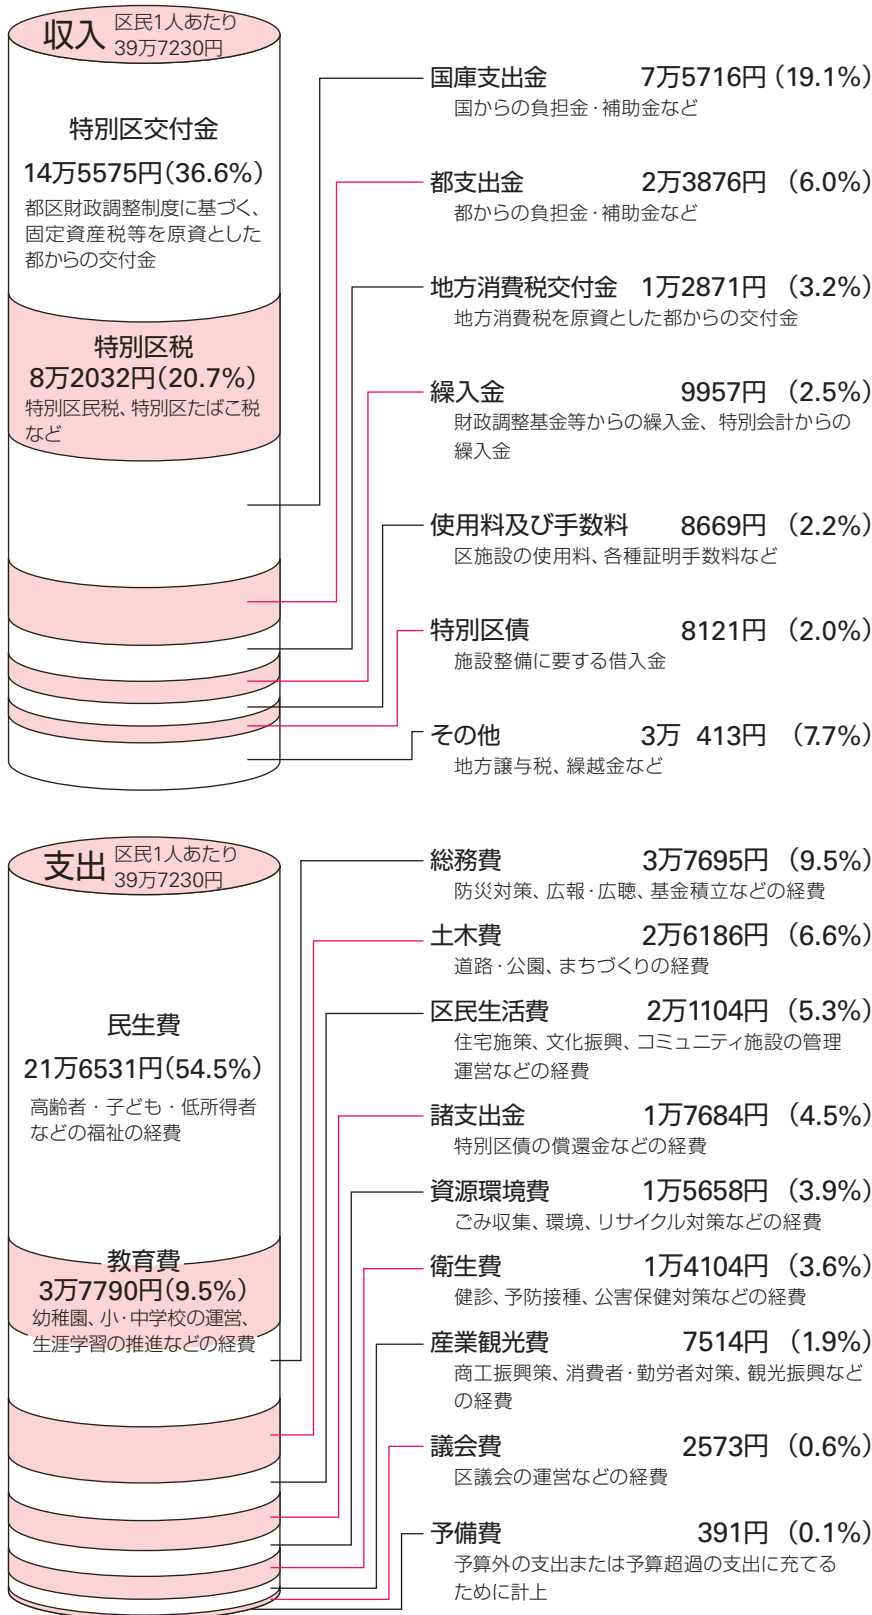 収入 区民1人あたり
39万7230円
特別区交付金
14万5575円(36.6%)
都区財政調整制度に基づく、
固定資産税等を原資とした
都からの交付金
特別区税
8万2032円(20.7%)
特別区民税、特別区たばこ税
など
国庫支出金 7万5716円(19.1%)
国からの負担金・補助金など
都支出金 2万3876円 (6.0%)
都からの負担金・補助金など
地方消費税交付金 1万2871円 (3.2%)
地方消費税を原資とした都からの交付金
繰入金 9957円 (2.5%)
財政調整基金等からの繰入金、特別会計からの
繰入金
使用料及び手数料 8669円 (2.2%)
区施設の使用料、各種証明手数料など
特別区債 8121円 (2.0%)
施設整備に要する借入金
その他 3万 413円 (7.7%)
地方譲与税、繰越金など
支出 区民1人あたり
39万7230円
民生費
21万6531円(54.5%)
高齢者・子ども・低所得者
などの福祉の経費
教育費
3万7790円(9.5%)
幼稚園、小・中学校の運営、
生涯学習の推進などの経費
総務費 3万7695円 (9.5%)
防災対策、広報・広聴、基金積立などの経費
土木費 2万6186円 (6.6%)
道路・公園、まちづくりの経費
区民生活費 2万1104円 (5.3%)
住宅施策、文化振興、コミュニティ施設の管理
運営などの経費
諸支出金 1万7684円 (4.5%)
特別区債の償還金などの経費
資源環境費 1万5658円 (3.9%)
ごみ収集、環境、リサイクル対策などの経費
衛生費 1万4104円 (3.6%)
健診、予防接種、公害保健対策などの経費
産業観光費 7514円 (1.9%)
商工振興策、消費者・勤労者対策、観光振興など
の経費
議会費 2573円 (0.6%)
区議会の運営などの経費
予備費 391円 (0.1%)
予算外の支出または予算超過の支出に充てる
ために計上